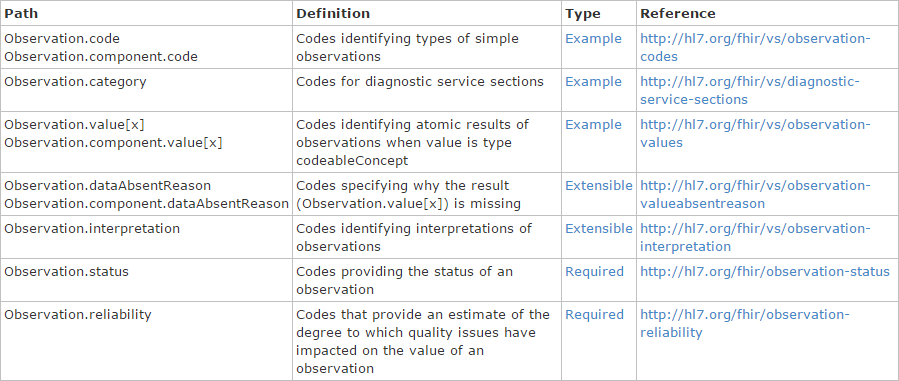 Path Definition Type Reference
Observation.code Codes identifying types of simple Example http://hl7.org/fhir/vs/observation-
Observation.component.code observations codes
Observation.category Codes for diagnostic service sections Example http://hl7.org/fhir/vs/diagnostic-
service-sections
Observation.value[x] Codes identifying atomic results of Example http://hl7.org/fhir/vs/observation-
Observation.component.value[x] observations when value is type values
codeableConcept
Observation.dataAbsentReason Codes specifying why the result Extensible http://hl7.org/fhir/vs/observation-
Observation.component.dataAbsentReason (Observation.value[x]) is missing valueabsentreason
Observation.interpretation Codes identifying interpretations of Extensible http://hl7.org/fhir/vs/observation-
observations interpretation
Observation.status Codes providing the status of an Required http://hl7.org/fhir/observation-status
observation
Observation.reliability Codes that provide an estimate of the Required http://hl7.org/fhir/observation-
degree to which quality issues have reliability
impacted on the value of an
observation